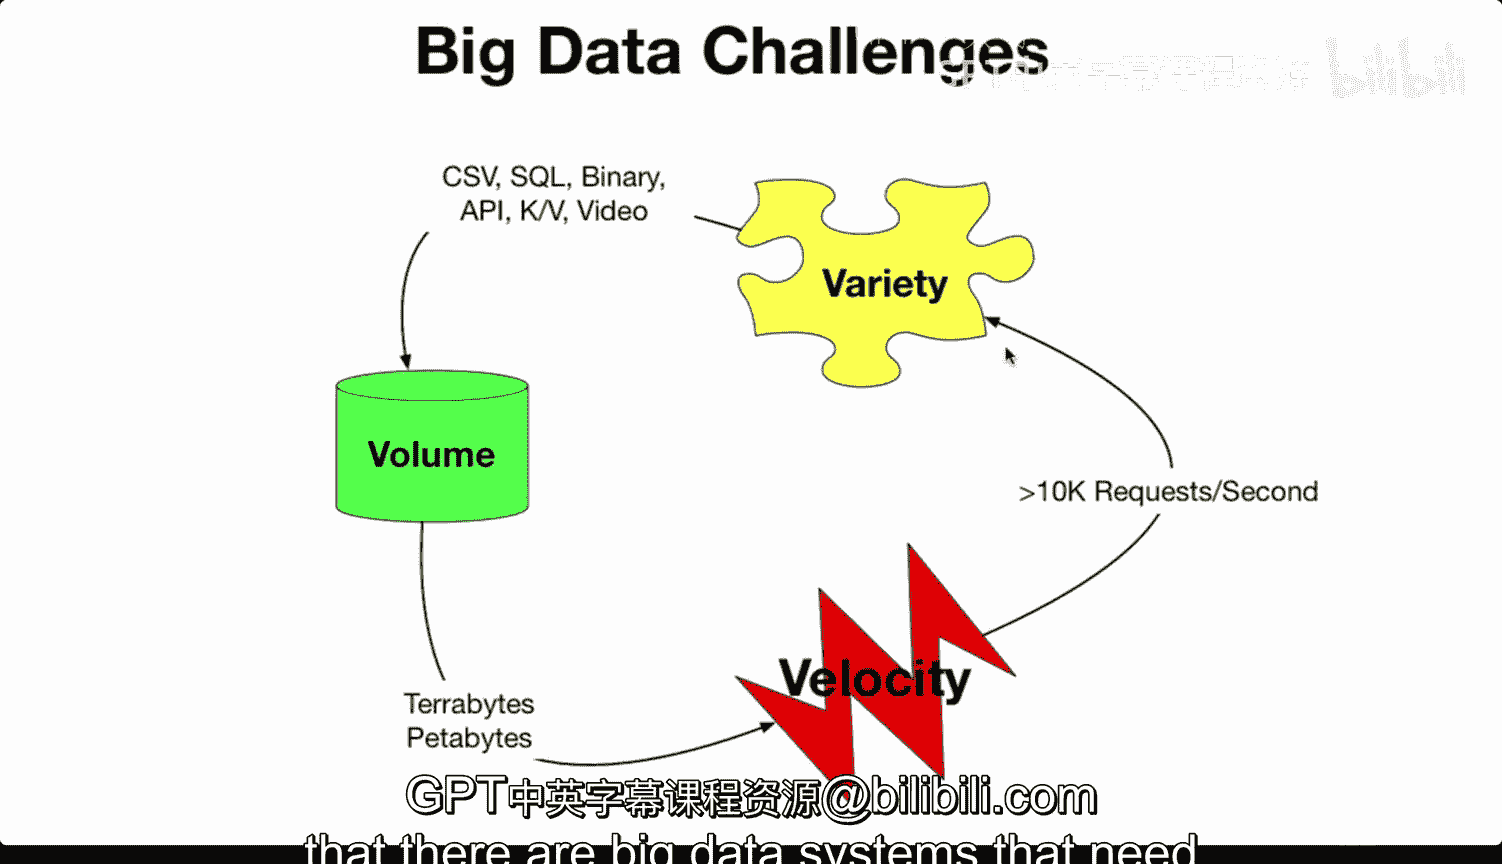 Big Data Challenges
bilibili
CSV, SQL, Binary,
API, K/V, Video
Variety
Volume
>10K Requests/Second
Velocity
Terrabytes
Petabytes
GPT中英字幕课程资源@bilibili.com
that there are big data systems that need